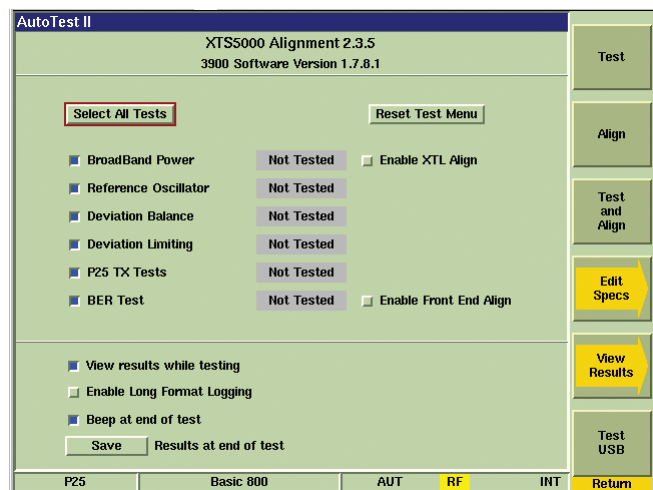 AutoTest II
XTS5000 Alignment 2.3.5
3900 Software Version 1.7.8.1
Select All Tests
Reset Test Menu
BroadBand Power Not Tested Enable XTL Align
Reference Oscillator Not Tested
Deviation Balance Not Tested
Deviation Limiting Not Tested
P25 TX Tests Not Tested
BER Test Not Tested Enable Front End Align
View results while testing
Enable Long Format Logging
Beep at end of test
Save Results at end of test
P25 Basic 800 AUT RF INT
Test
Align
Test
and
Align
Edit
Specs
View
Results
Test
USB
Return